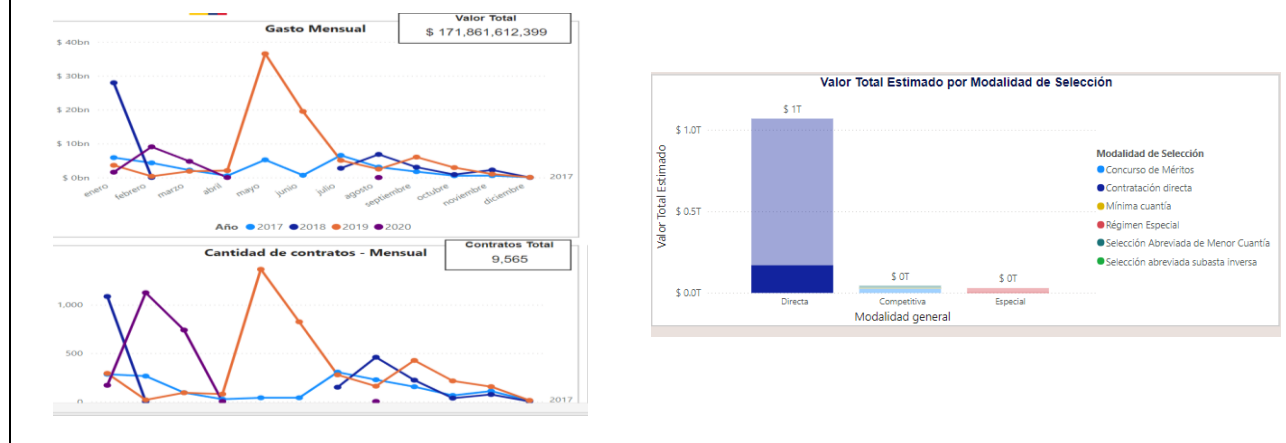 Gasto Mensual
Valor Total
$ 171,861,612,399
$ 40bn
$ 30bn
$ 20bn
$ 10bn
$ 0bn
2017
enero
febrero
marzo
abril
mayo
junio
julio
agosto
septiembre
octubre
noviembre
diciembre
Año 2017 2018 2019 2020
Cantidad de contratos - Mensual
Contratos Total
9,565
1,000
500
0
2017
Valor Total Estimado por Modalidad de Selección
$ 1T
$ 1.0T
$ 0.5T
$ 0.0T
Valor Total Estimado
$ 0T
$ 0T
Directa
Competitiva
Especial
Modalidad general
Modalidad de Selección
Concurso de Méritos
Contratación directa
Mínima cuantía
Régimen Especial
Selección Abreviada de Menor Cuantía
Selección abreviada subasta inversa